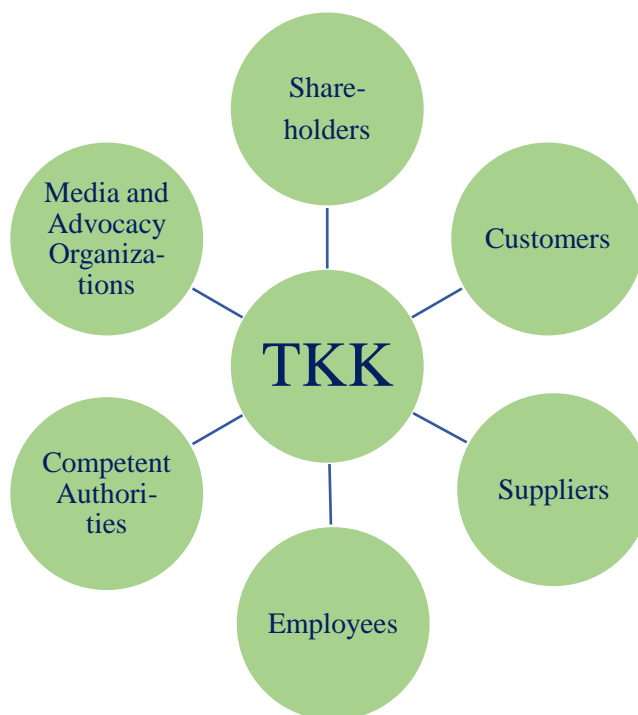 Share-
holders
Media and
Advocacy
Organiza-
tions
Customers
TKK
Competent
Authori-
ties
Suppliers
Employees